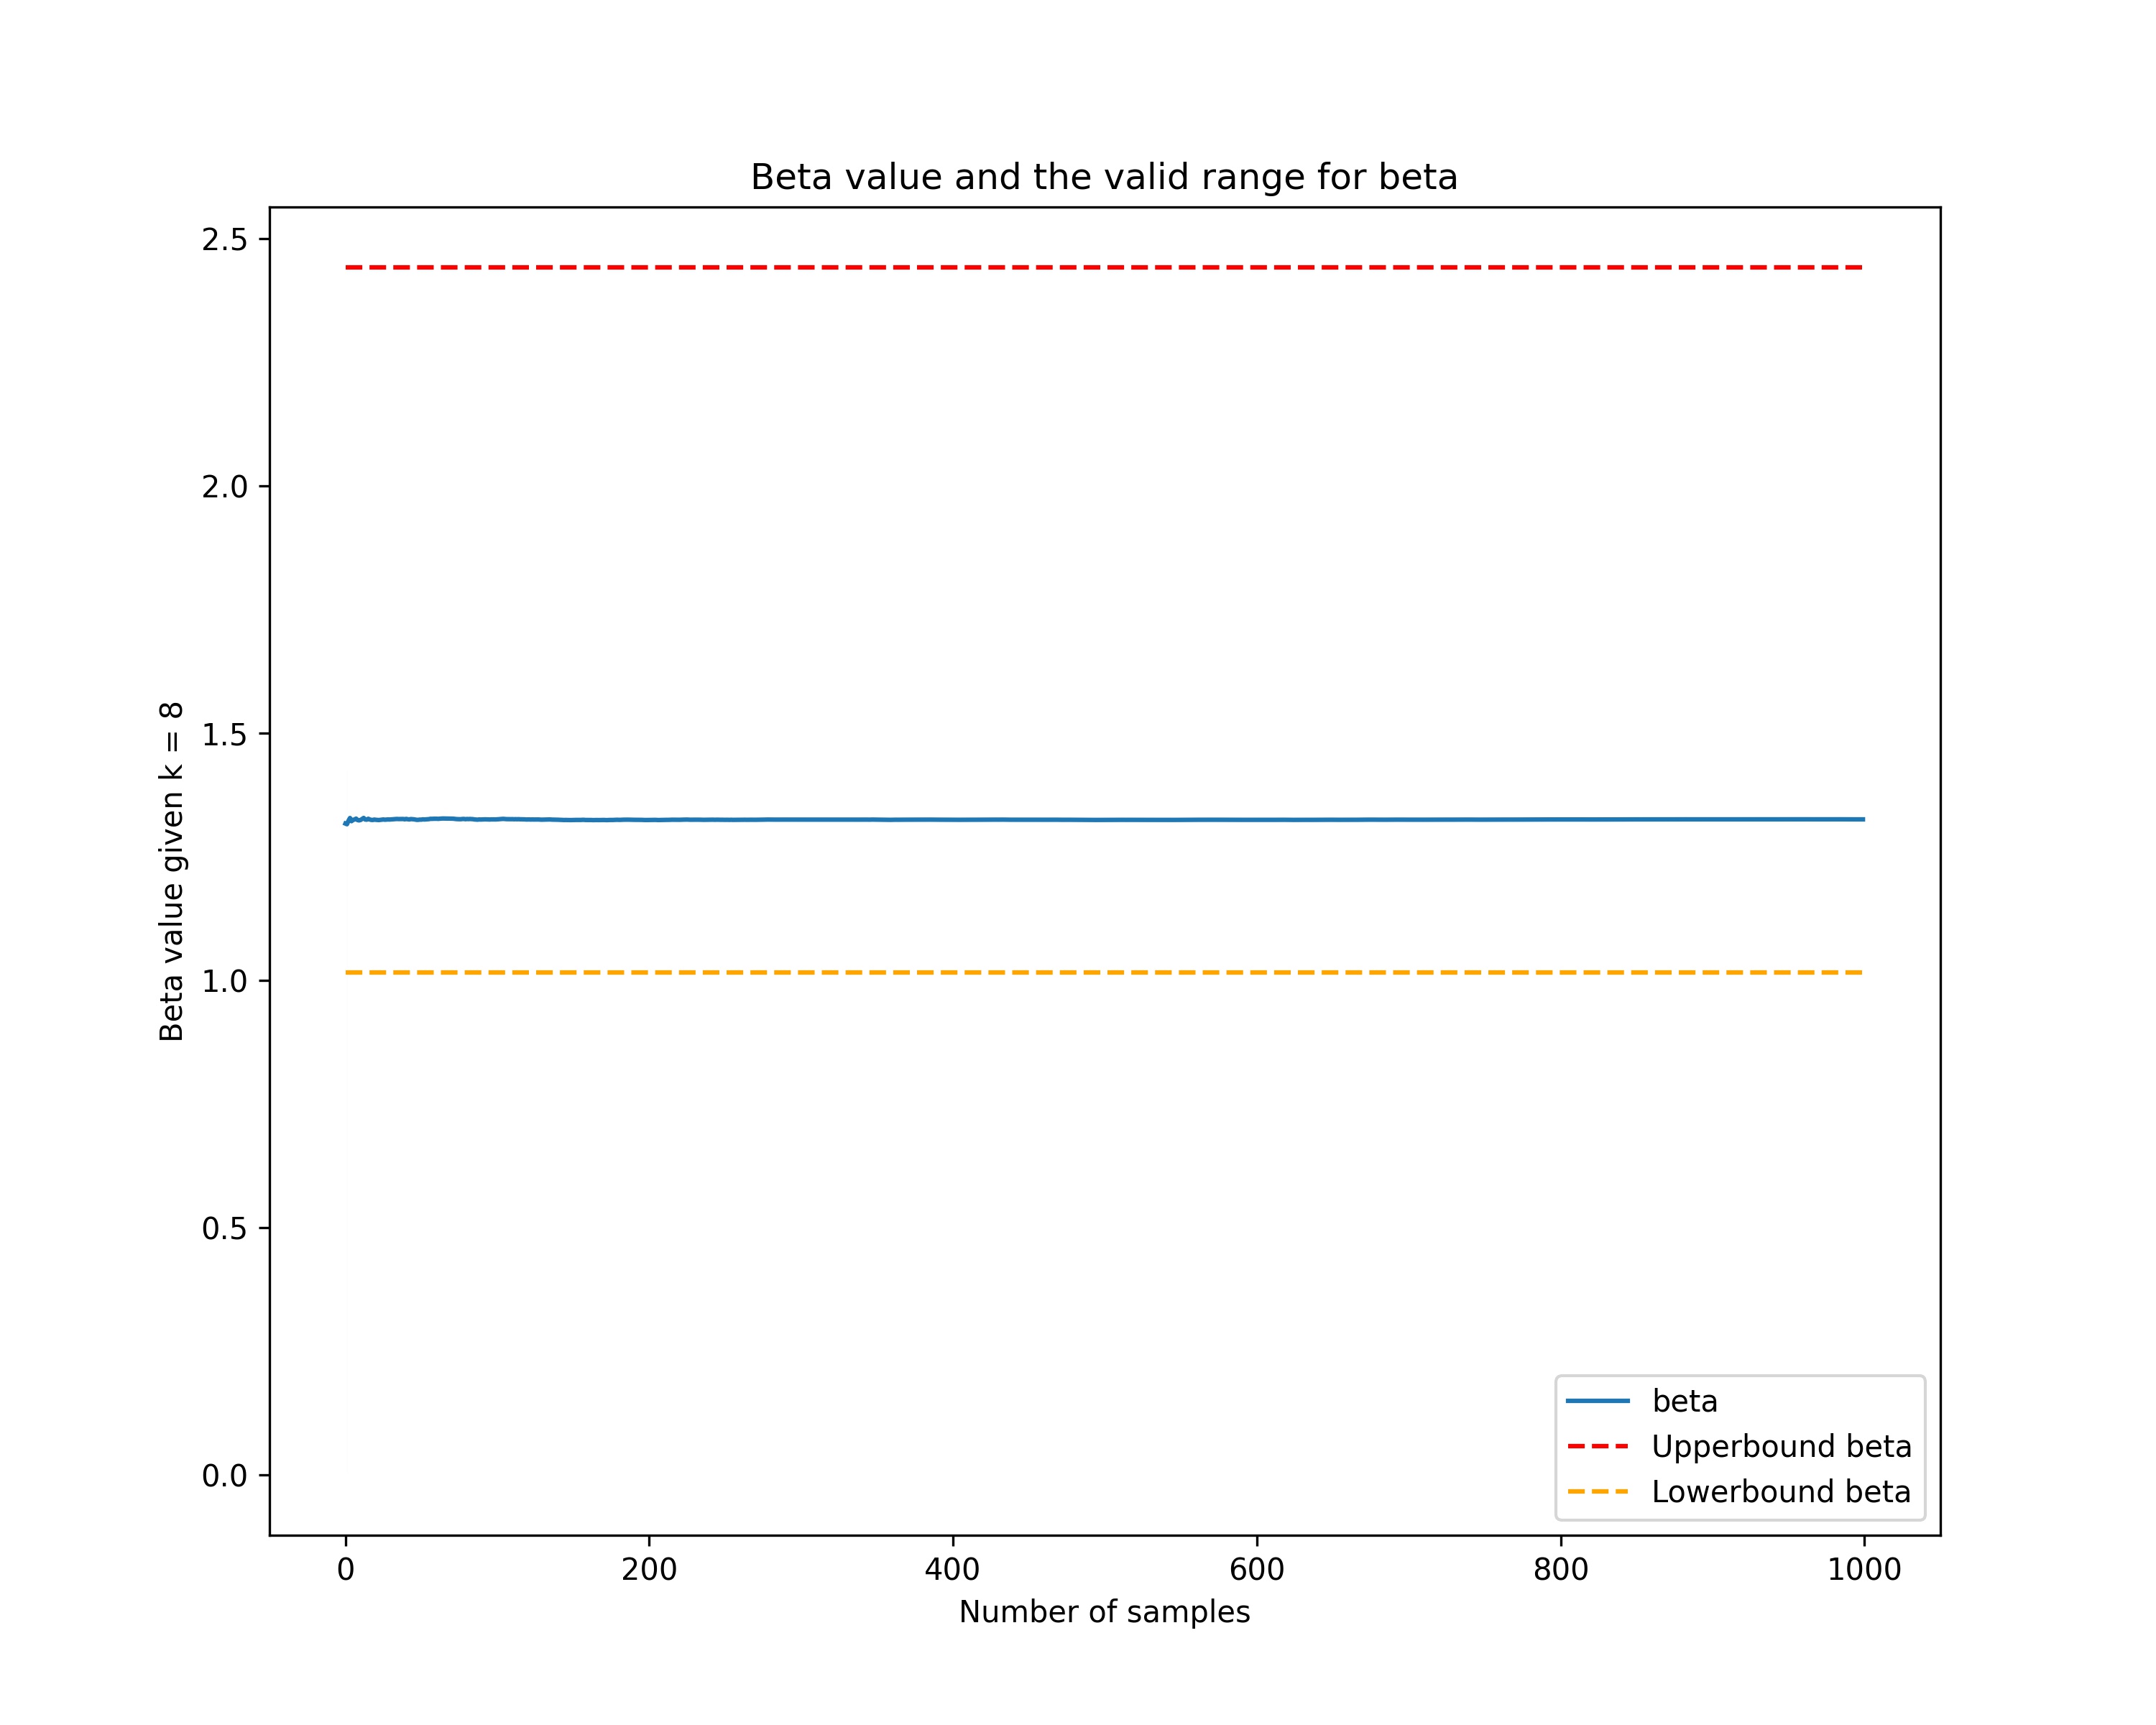 Beta value and the valid range for beta
2.5
2.0
1.5
1.0
0.5
0.0
Beta value given k = 8
0
200
400
600
800
1000
Number of samples
beta
Upperbound beta
Lowerbound beta